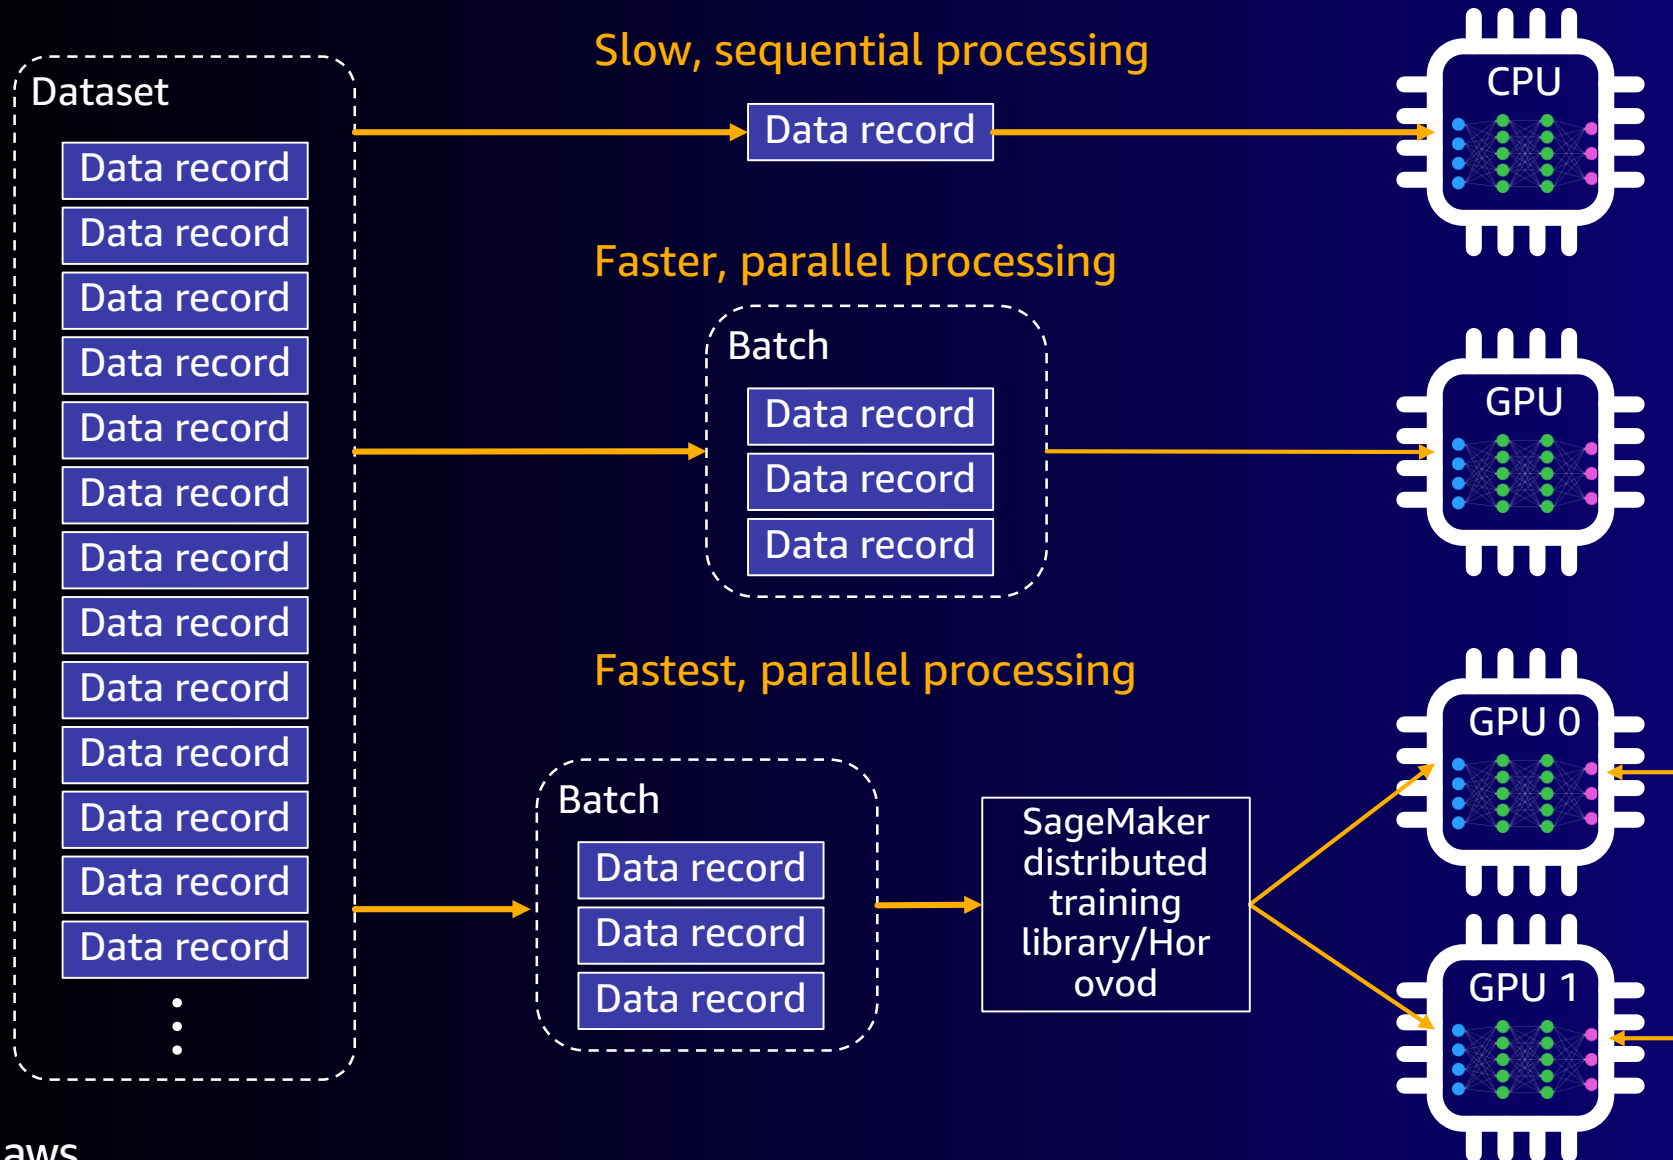 Dataset
Data record
Data record
Data record
Data record
Data record
Data record
Data record
Data record
Data record
Data record
Data record
Data record
Data record
Slow, sequential processing
Data record
CPU
Faster, parallel processing
Batch
Data record
Data record
Data record
GPU
Fastest, parallel processing
Batch
Data record
Data record
Data record
SageMaker
distributed
training
library/Hor
ovod
GPU 0
GPU 1
aws